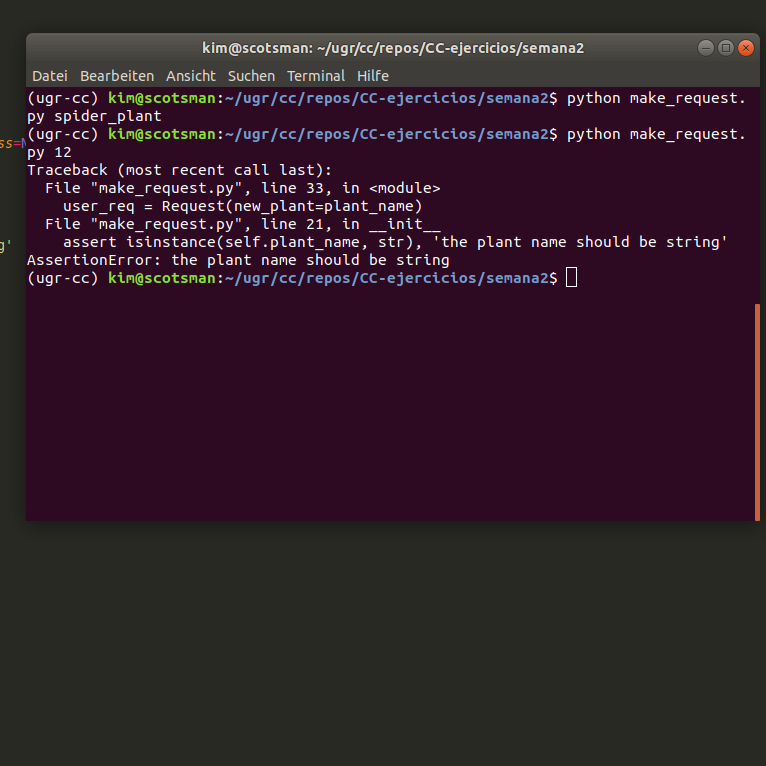 kim@scotsman: ~/ugr/cc/repos/CC-ejercicios/semana2
Datei Bearbeiten Ansicht Suchen Terminal Hilfe
(ugr-cc) kim@scotsman:~/ugr/cc/repos/CC-ejercicios/semana2$ python make_request.
py spider_plant
(ugr-cc) kim@scotsman:~/ugr/cc/repos/CC-ejercicios/semana2$ python make_request.
py 12
Traceback (most recent call last):
  File "make_request.py", line 33, in <module>
    user_req = Request(new_plant=plant_name)
  File "make_request.py", line 21, in __init__
    assert isinstance(self.plant_name, str), 'the plant name should be string'
AssertionError: the plant name should be string
(ugr-cc) kim@scotsman:~/ugr/cc/repos/CC-ejercicios/semana2$